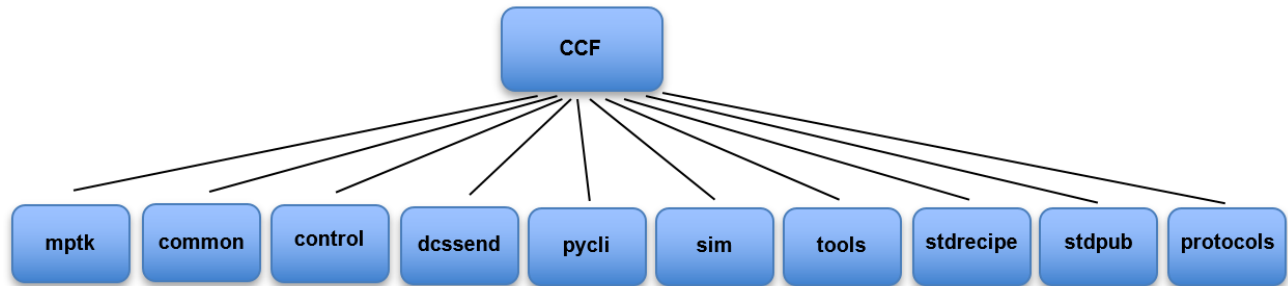 CCF
mptk
common
control
dcssend
pycli
sim
tools
stdrecipe
stdpub
protocols